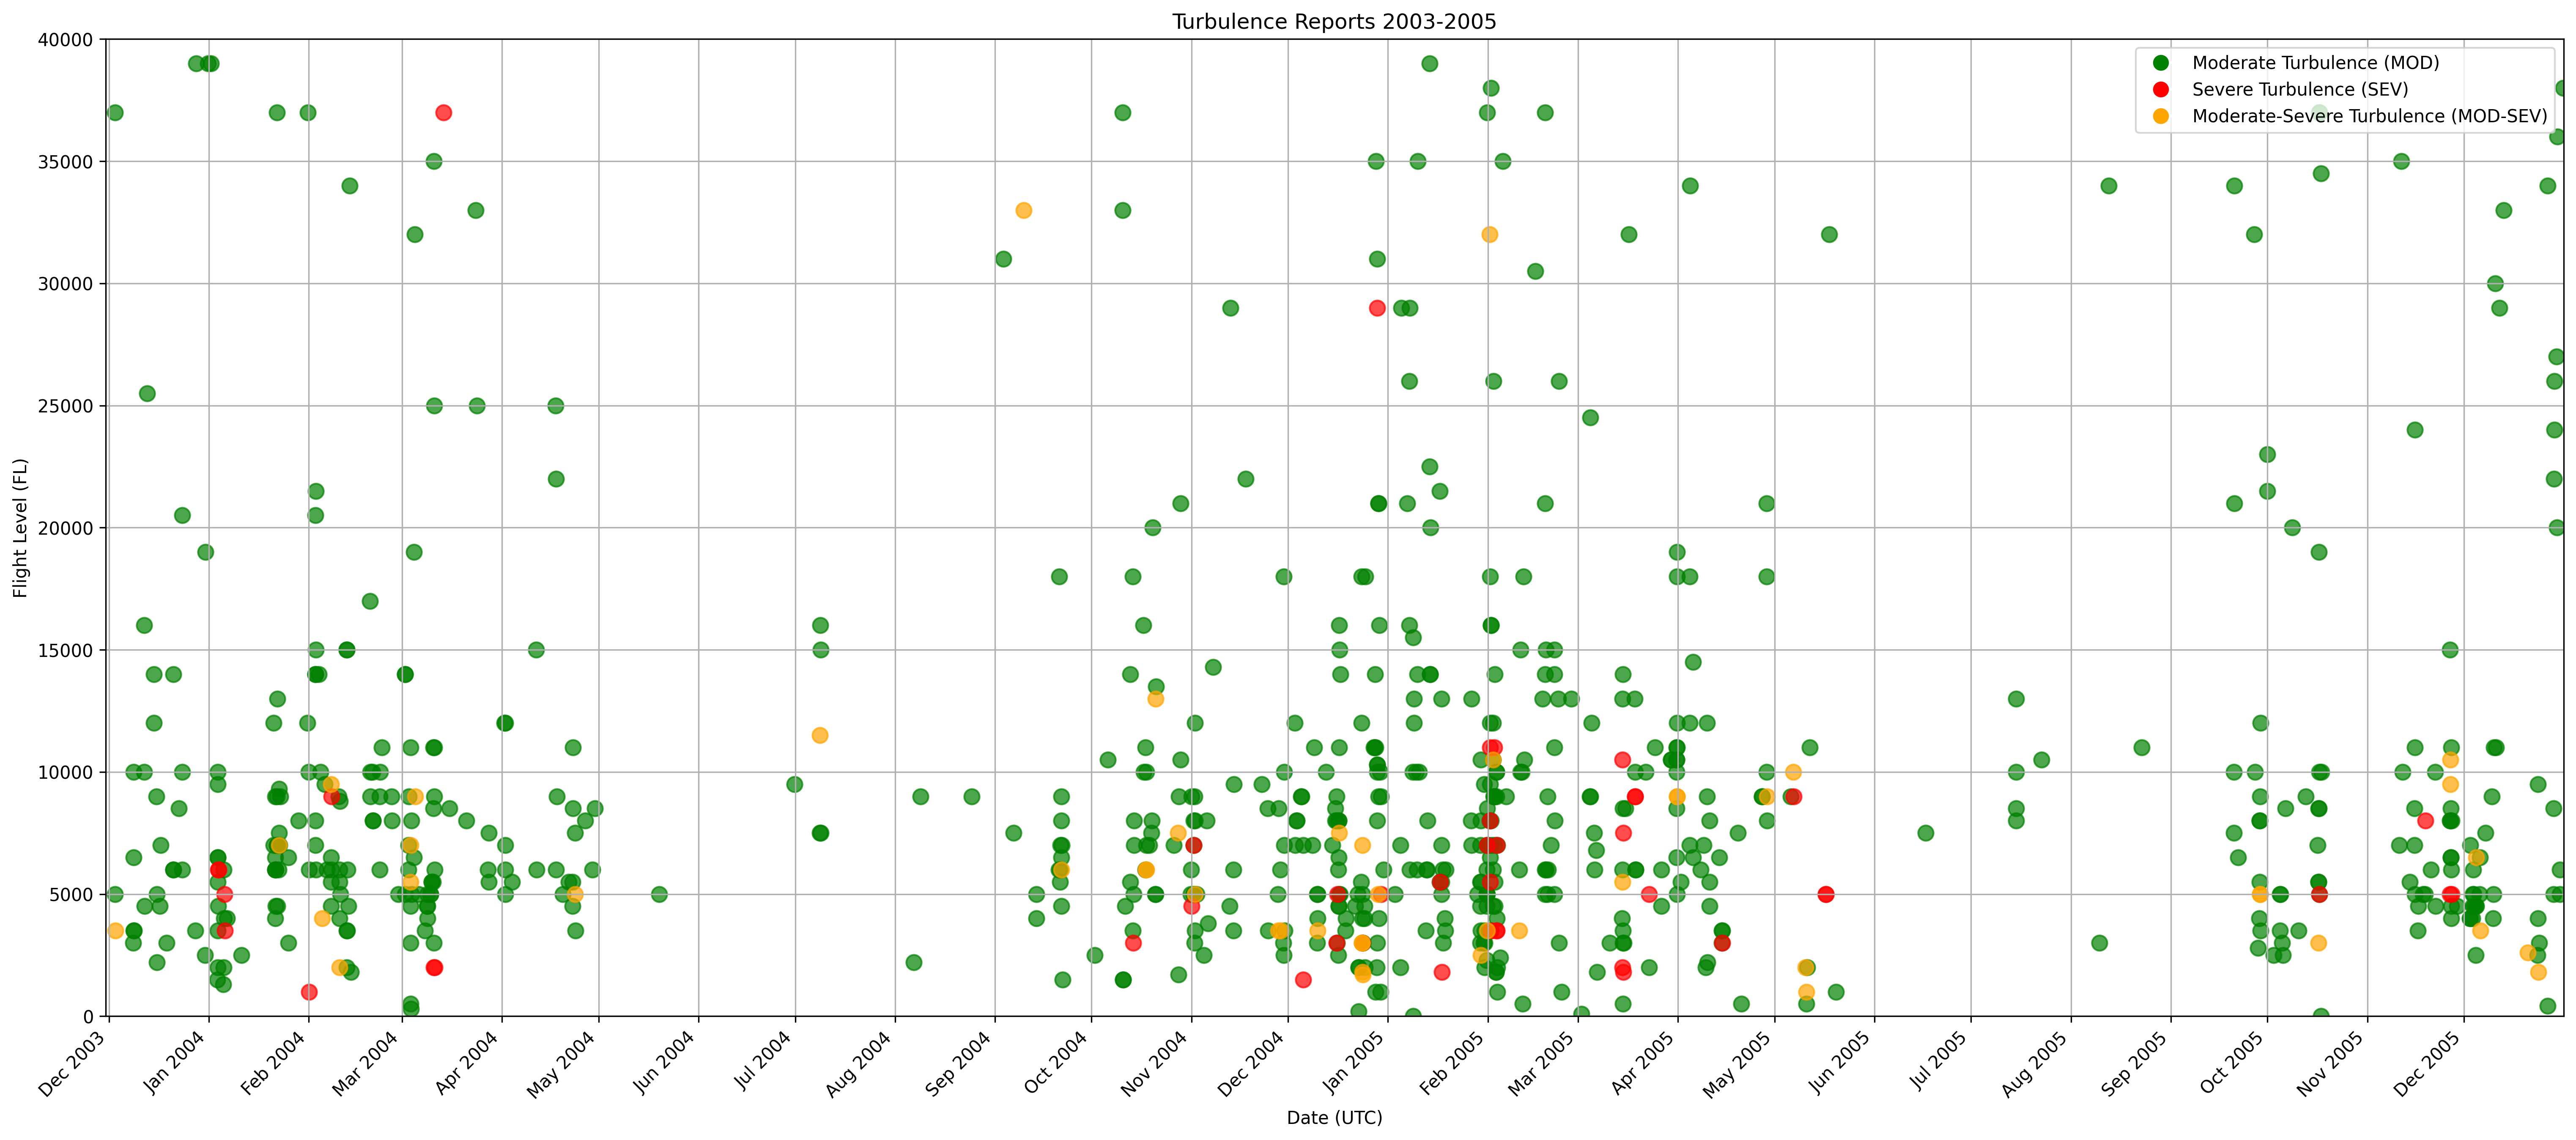 Turbulence Reports 2003-2005
Moderate Turbulence (MOD)
Severe Turbulence (SEV)
Moderate-Severe Turbulence (MOD-SEV)
Flight Level (FL)
40000
35000
30000
25000
20000
15000
10000
5000
0
Dec 2003
Jan 2004
Feb 2004
Mar 2004
Apr 2004
May 2004
Jun 2004
Jul 2004
Aug 2004
Sep 2004
Oct 2004
Nov 2004
Dec 2004
Jan 2005
Feb 2005
Mar 2005
Apr 2005
May 2005
Jun 2005
Jul 2005
Aug 2005
Sep 2005
Oct 2005
Nov 2005
Dec 2005
Date (UTC)